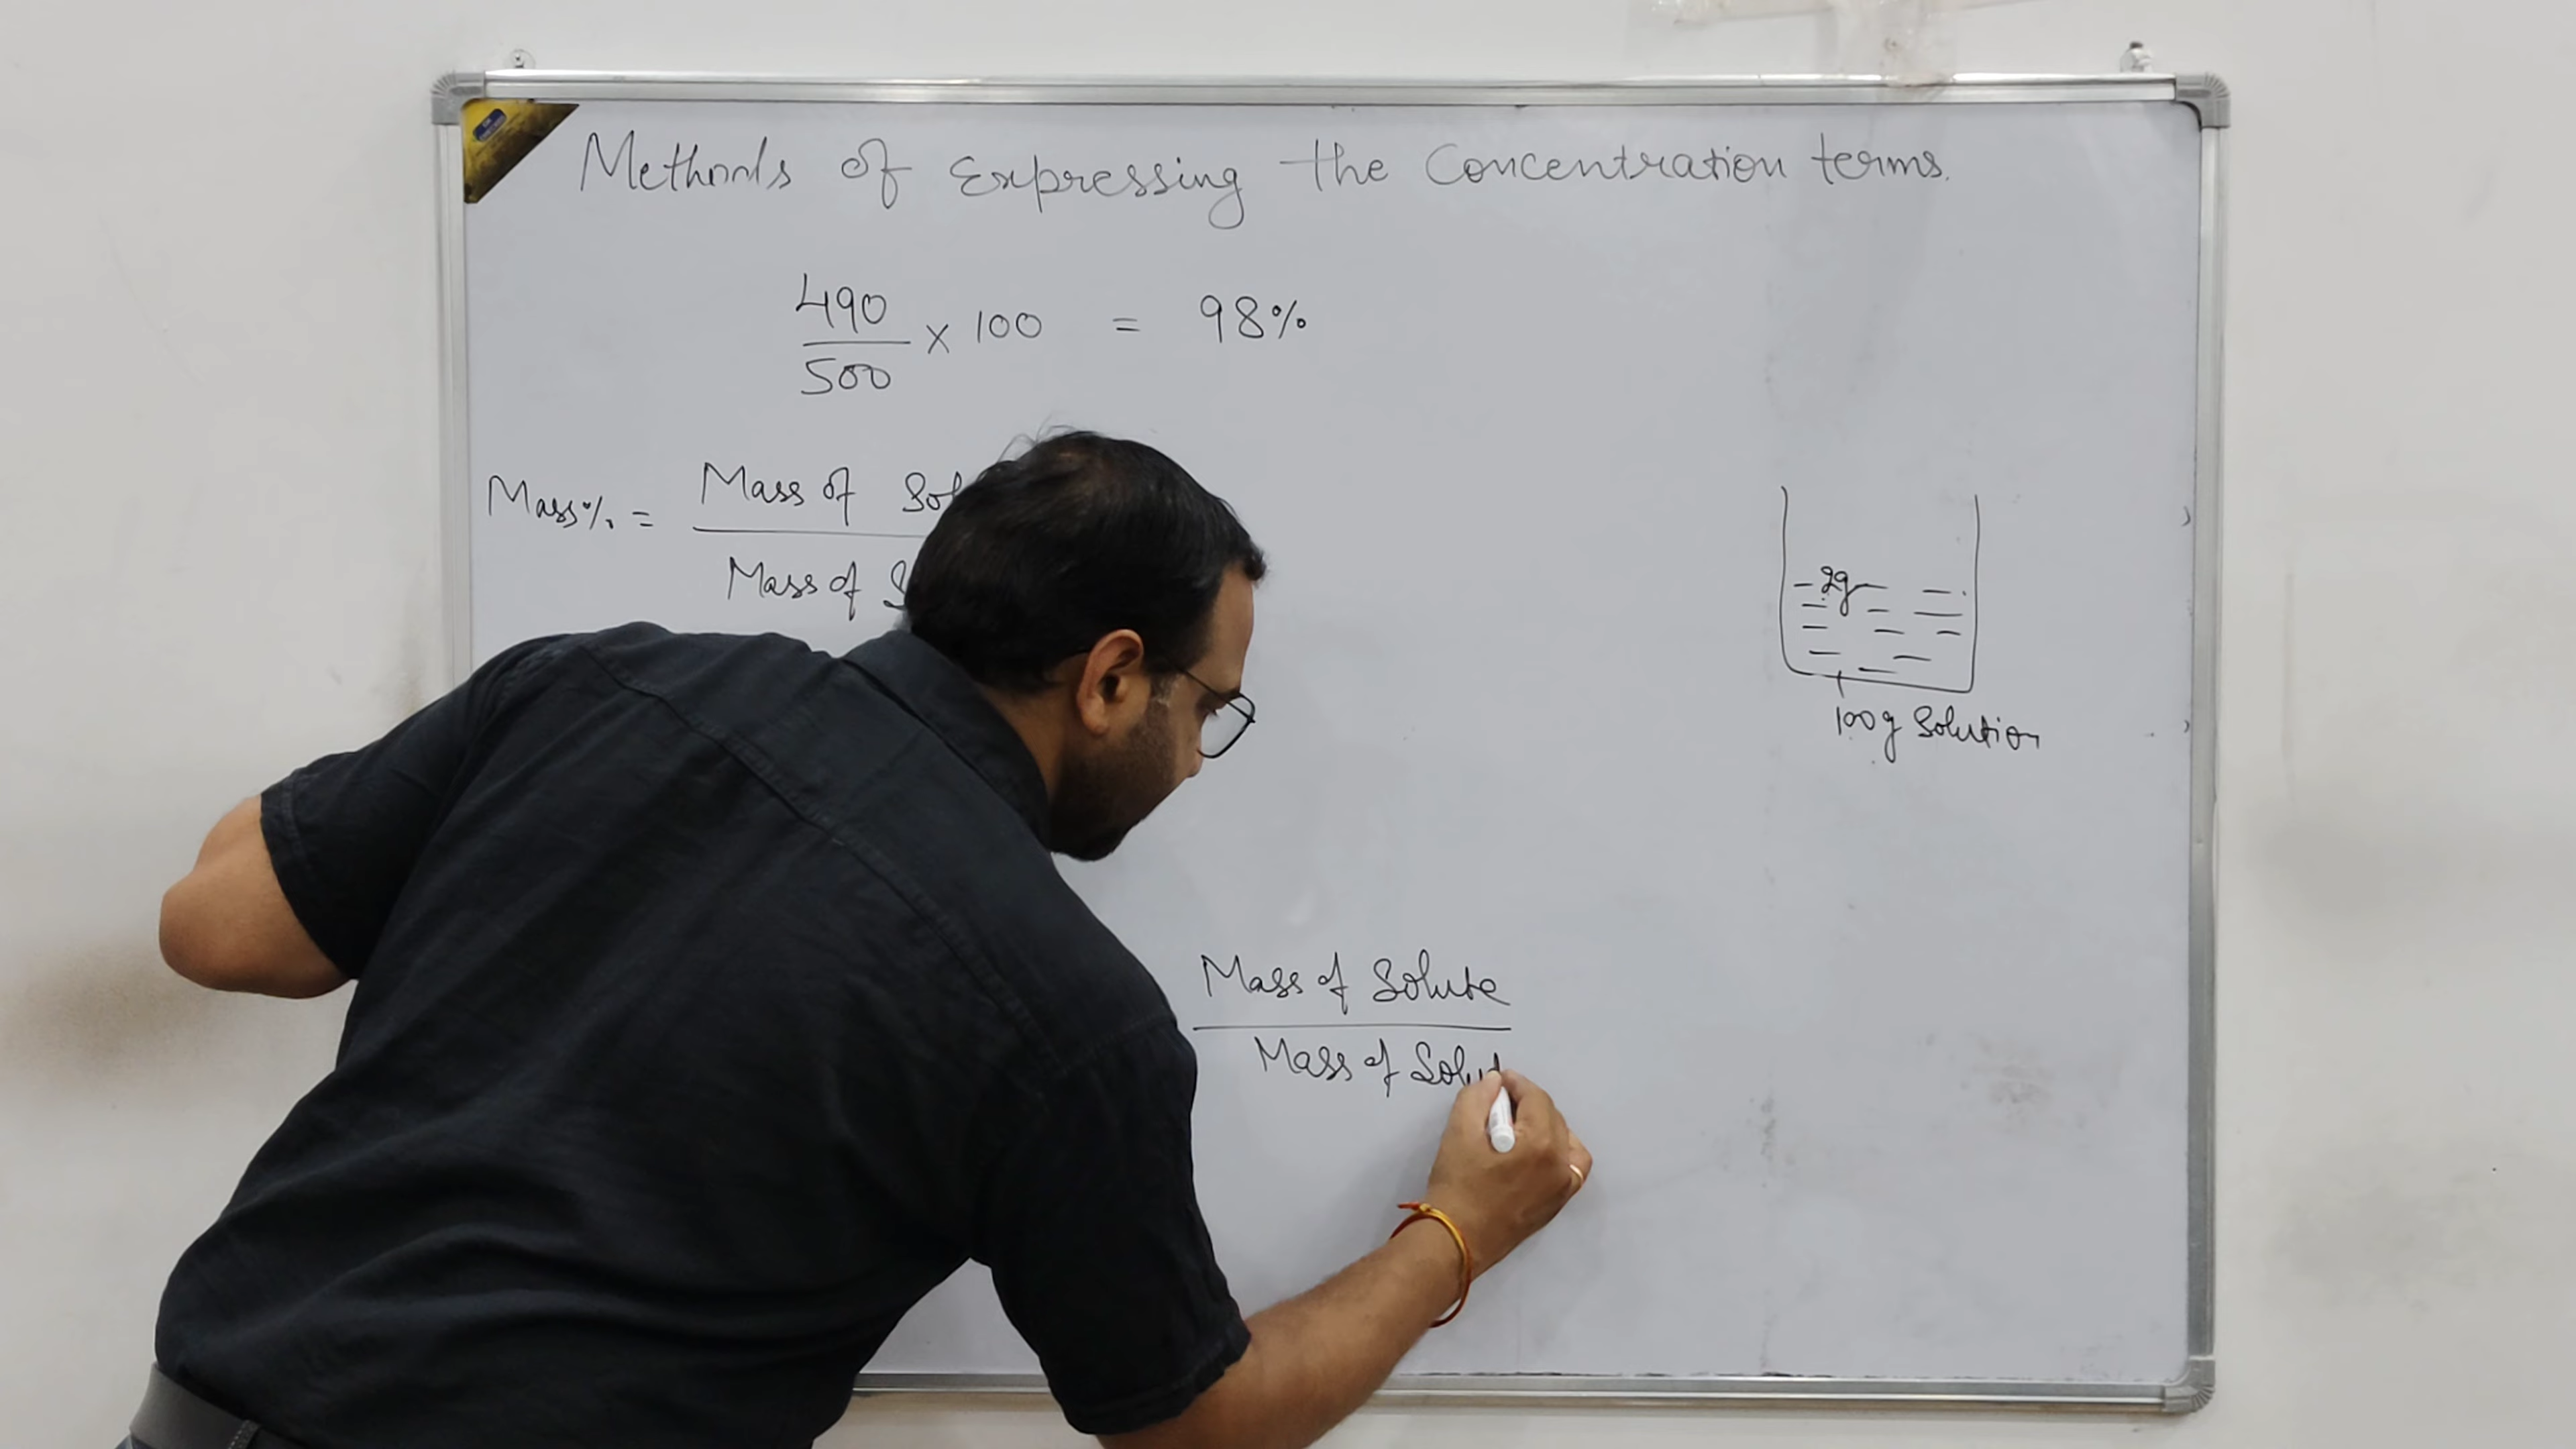 Methods of Expressing the Concentration terms.
490
500
× 100 = 98%
Mass% =
Mass of Sol
Mass of S
2g
100g Solution
Mass of Solute
Mass of Solut